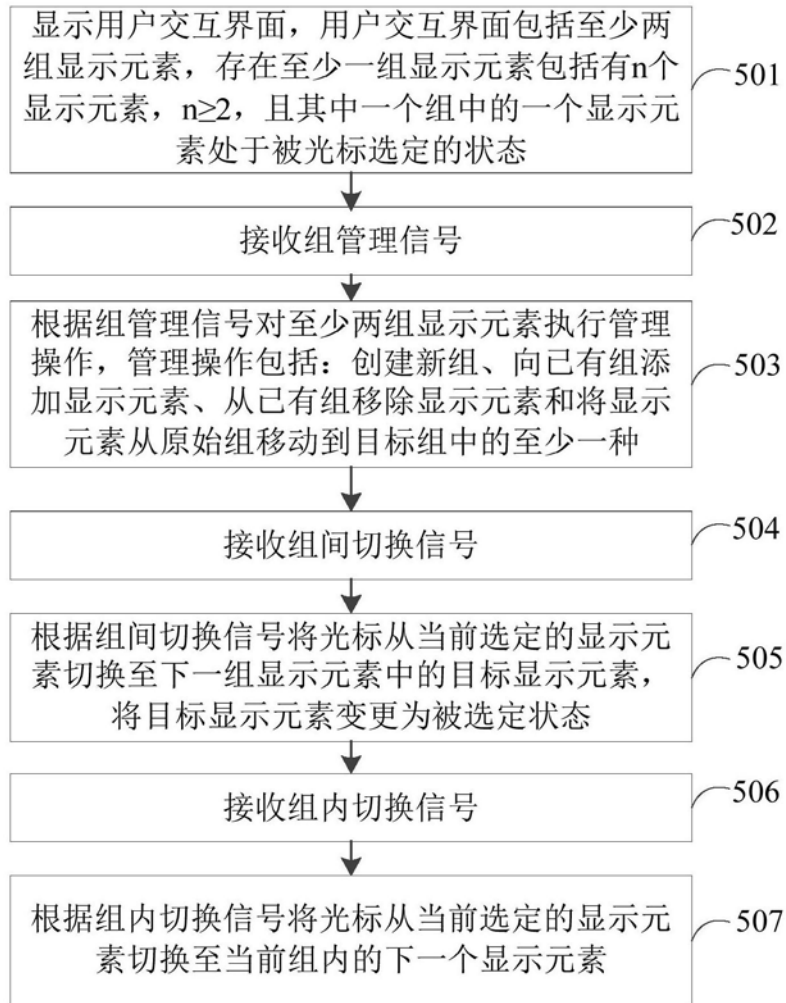 显示用户交互界面，用户交互界面包括至少两
组显示元素，存在至少一组显示元素包括有n个
显示元素，n≥2，且其中一个组中的一个显示元
素处于被光标选定的状态
501
接收组管理信号
502
根据组管理信号对至少两组显示元素执行管理
操作，管理操作包括：创建新组、向已有组添
加显示元素、从已有组移除显示元素和将显示
元素从原始组移动到目标组中的至少一种
503
接收组间切换信号
504
根据组间切换信号将光标从当前选定的显示元
素切换至下一组显示元素中的目标显示元素，
将目标显示元素变更为被选定状态
505
接收组内切换信号
506
根据组内切换信号将光标从当前选定的显示元
素切换至当前组内的下一个显示元素
507